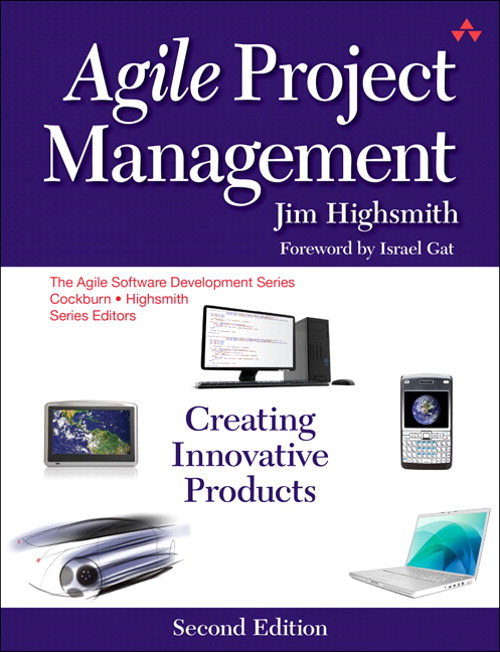 Agile Project
Management
Jim Highsmith
Foreword by Israel Gat
The Agile Software Development Series
Cockburn • Highsmith
Series Editors
Creating
Innovative
Products
Second Edition